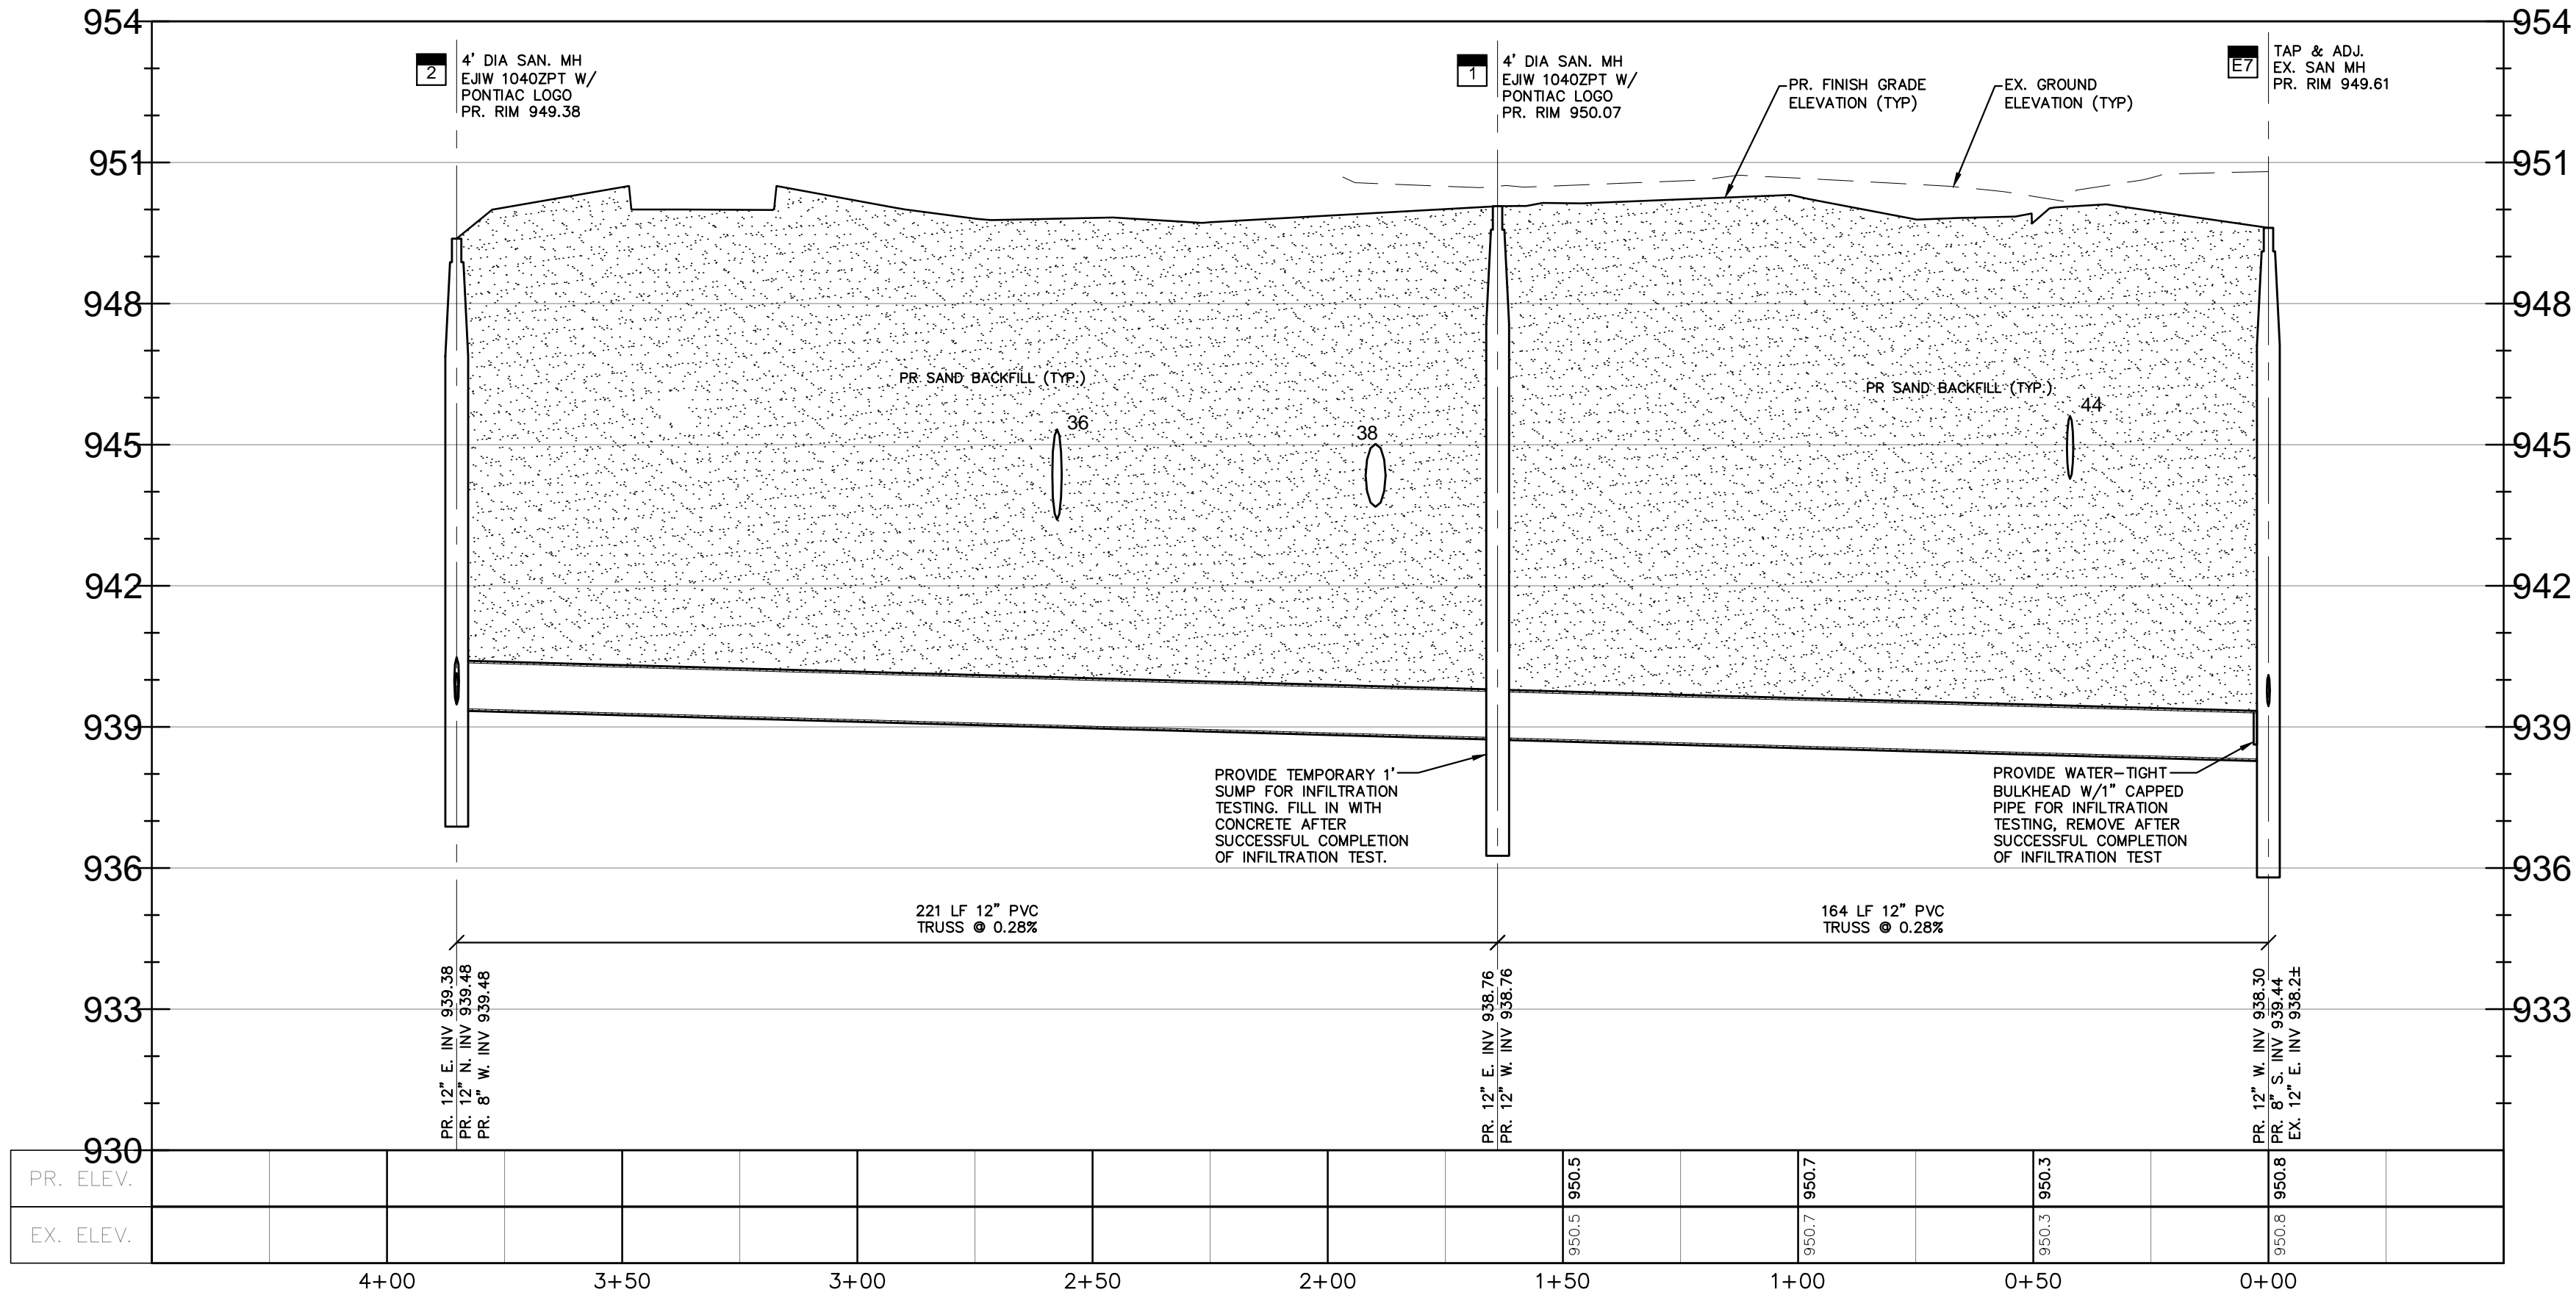 954
954
2
4' DIA SAN. MH
EJIW 1040ZPT W/
PONTIAC LOGO
PR. RIM 949.38
1
4' DIA SAN. MH
EJIW 1040ZPT W/
PONTIAC LOGO
PR. RIM 950.07
PR. FINISH GRADE
ELEVATION (TYP)
EX. GROUND
ELEVATION (TYP)
E7
TAP & ADJ.
EX. SAN MH
PR. RIM 949.61
951
951
948
948
PR SAND BACKFILL (TYP.)
PR SAND BACKFILL (TYP.)
36
38
44
945
945
942
942
939
939
PROVIDE TEMPORARY 1'
SUMP FOR INFILTRATION
TESTING. FILL IN WITH
CONCRETE AFTER
SUCCESSFUL COMPLETION
OF INFILTRATION TEST.
PROVIDE WATER-TIGHT
BULKHEAD W/1" CAPPED
PIPE FOR INFILTRATION
TESTING, REMOVE AFTER
SUCCESSFUL COMPLETION
OF INFILTRATION TEST
936
936
221 LF 12" PVC
TRUSS @ 0.28%
164 LF 12" PVC
TRUSS @ 0.28%
933
933
PR. 12" E. INV 939.38
PR. 12" N. INV 939.48
PR. 8" W. INV 939.48
PR. 12" E. INV 938.76
PR. 12" W. INV 938.76
PR. 12" W. INV 938.30
PR. 8" S. INV 939.44
EX. 12" E. INV 938.2±
930
PR. ELEV.
950.5
950.7
950.3
950.8
EX. ELEV.
950.5
950.7
950.3
950.8
4+00
3+50
3+00
2+50
2+00
1+50
1+00
0+50
0+00